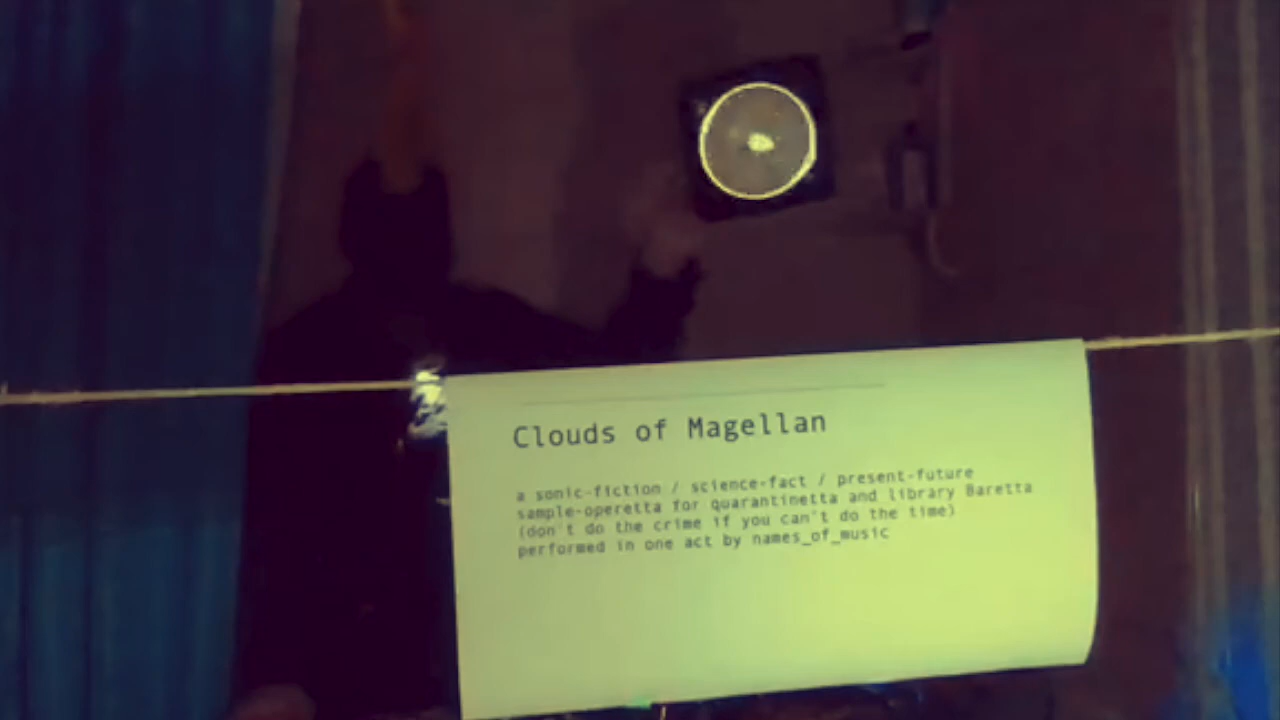 Clouds of Magellan
a sonic-fiction / science-fact / present-future
sample-operetta for quarantinetta and library Baretta
(don't do the crime if you can't do the time)
performed in one act by names_of_music